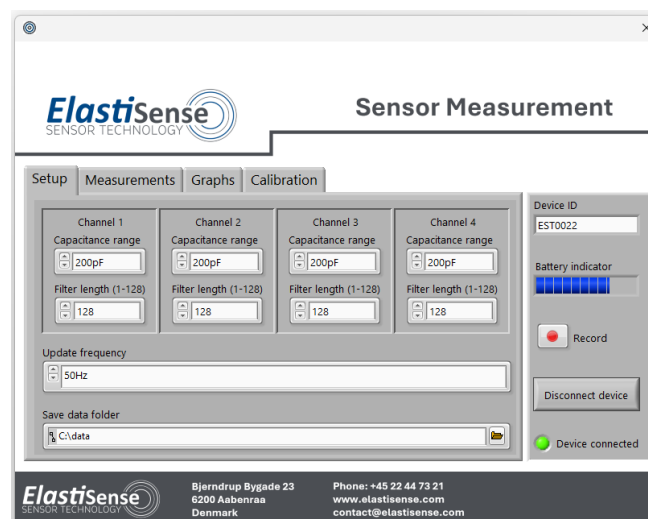 ElastiSense
SENSOR TECHNOLOGY
Sensor Measurement
Setup Measurements Graphs Calibration
Channel 1 Channel 2 Channel 3 Channel 4
Capacitance range Capacitance range Capacitance range Capacitance range
200pF 200pF 200pF 200pF
Filter length (1-128) Filter length (1-128) Filter length (1-128) Filter length (1-128)
128 128 128 128
Update frequency
50Hz
Save data folder
C:\data
Device ID
EST0022
Battery indicator
Record
Disconnect device
Device connected
ElastiSense
SENSOR TECHNOLOGY
Bjerndrup Bygade 23
6200 Aabenraa
Denmark
Phone: +45 22 44 73 21
www.elastisense.com
contact@elastisense.com